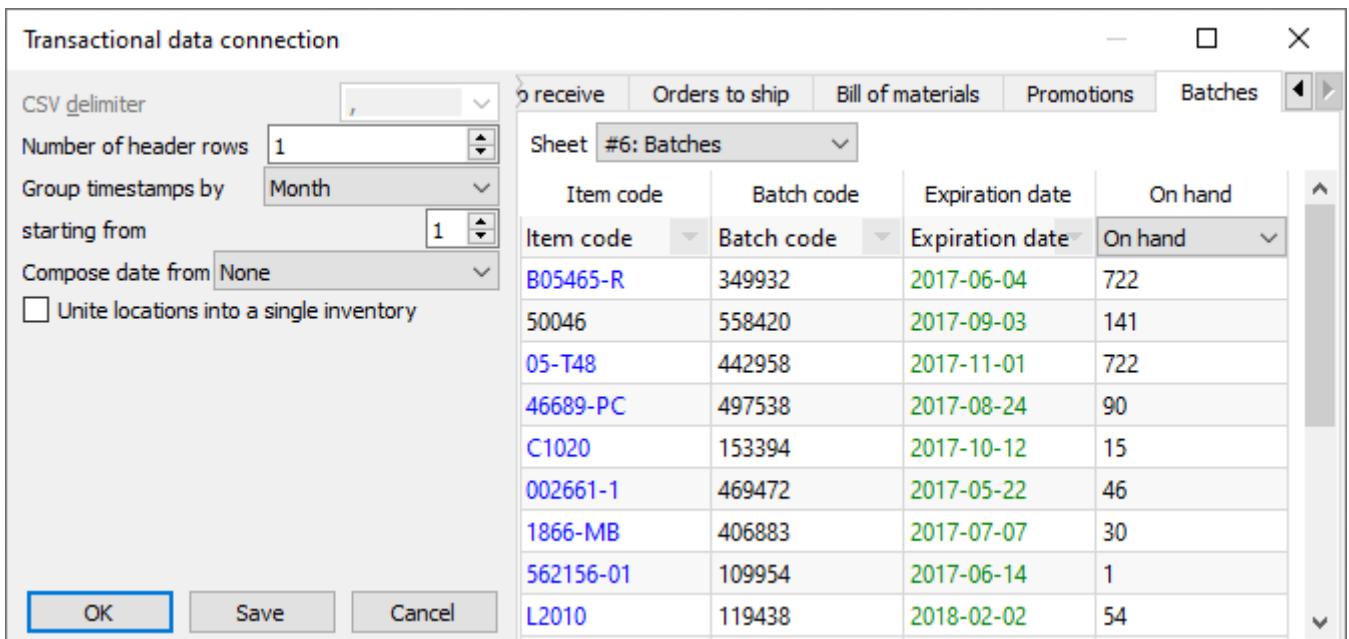 Transactional data connection
CSV delimiter ,
Number of header rows 1
Group timestamps by Month
starting from 1
Compose date from None
Unite locations into a single inventory
OK Save Cancel
receive Orders to ship Bill of materials Promotions Batches
Sheet #6: Batches
Item code Batch code Expiration date On hand
Item code Batch code Expiration date On hand
B05465-R 349932 2017-06-04 722
50046 558420 2017-09-03 141
05-T48 442958 2017-11-01 722
46689-PC 497538 2017-08-24 90
C1020 153394 2017-10-12 15
002661-1 469472 2017-05-22 46
1866-MB 406883 2017-07-07 30
562156-01 109954 2017-06-14 1
L2010 119438 2018-02-02 54